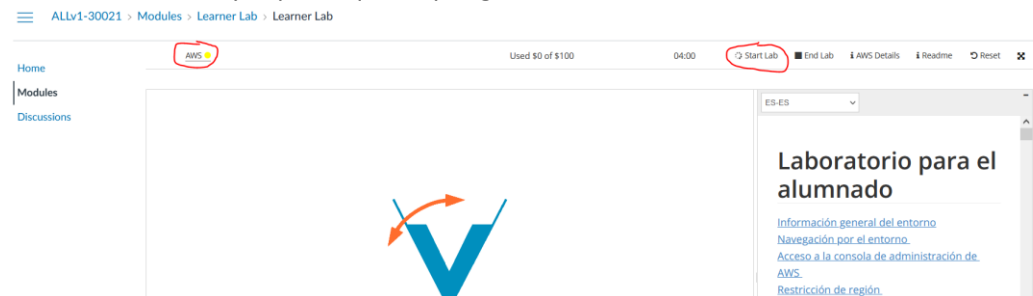 ALLv1-30021 > Modules > Learner Lab > Learner Lab
AWS Used $0 of $100 04:00 Start Lab End Lab AWS Details Readme Reset
Home
Modules
Discussions
ES-ES
Laboratorio para el
alumnado
Información general del entorno
Navegación por el entorno
Acceso a la consola de administración de
AWS
Restricción de región